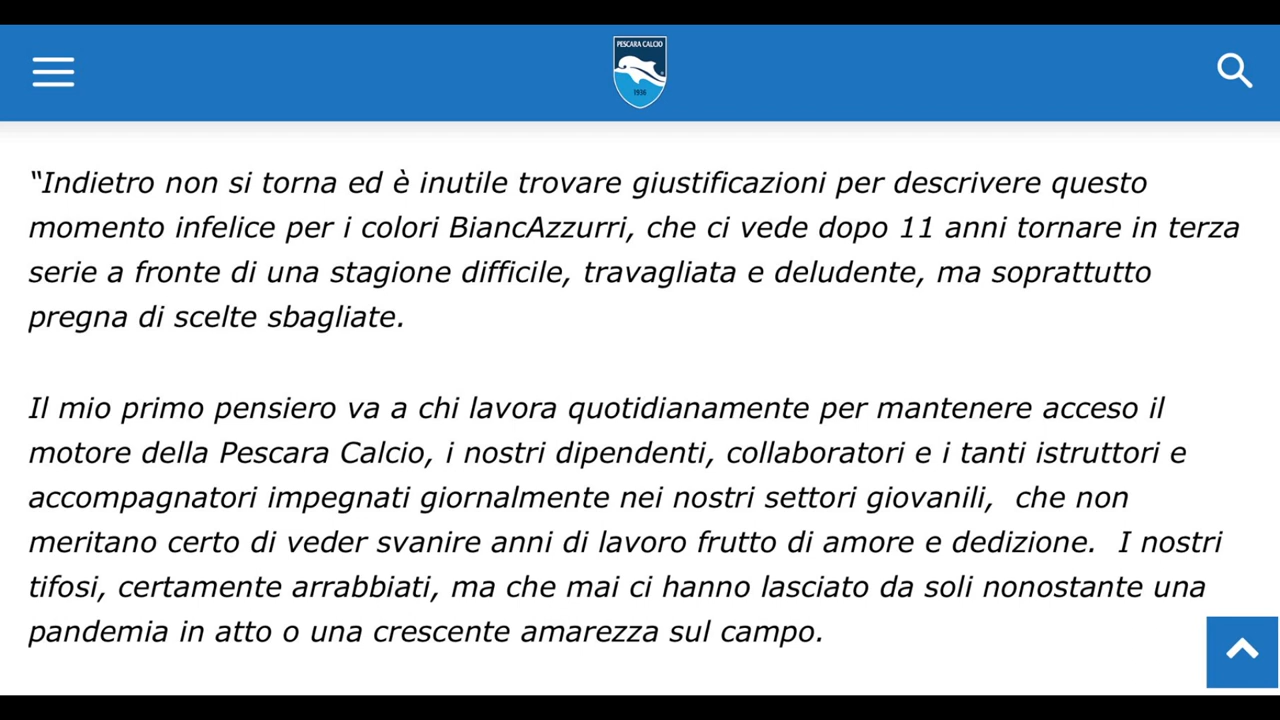 PESCARA CALCIO
1936
“Indietro non si torna ed è inutile trovare giustificazioni per descrivere questo
momento infelice per i colori BiancAzzurri, che ci vede dopo 11 anni tornare in terza
serie a fronte di una stagione difficile, travagliata e deludente, ma soprattutto
pregna di scelte sbagliate.
Il mio primo pensiero va a chi lavora quotidianamente per mantenere acceso il
motore della Pescara Calcio, i nostri dipendenti, collaboratori e i tanti istruttori e
accompagnatori impegnati giornalmente nei nostri settori giovanili,  che non
meritano certo di veder svanire anni di lavoro frutto di amore e dedizione.  I nostri
tifosi, certamente arrabbiati, ma che mai ci hanno lasciato da soli nonostante una
pandemia in atto o una crescente amarezza sul campo.